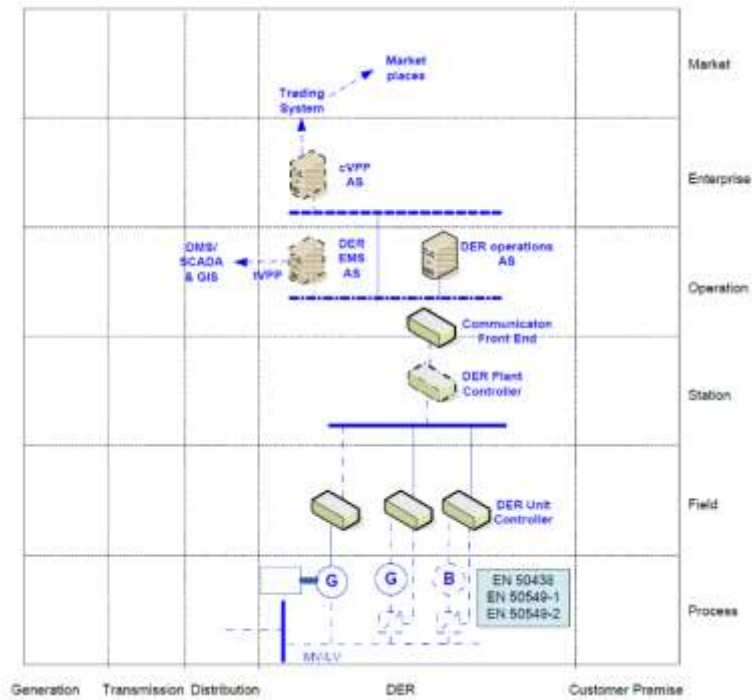 Market
Market
places
Trading
System
cVPP
AS
Enterprise
DMS/
SCADA
& GIS
tVPP
DER
EMS
AS
DER operations
AS
Operation
Communicaton
Front End
DER Plant
Controller
Station
DER Unit
Controller
Field
G
G
B
EN 50438
EN 50549-1
EN 50549-2
Process
MV/LV
Generation
Transmission
Distribution
DER
Customer Premise